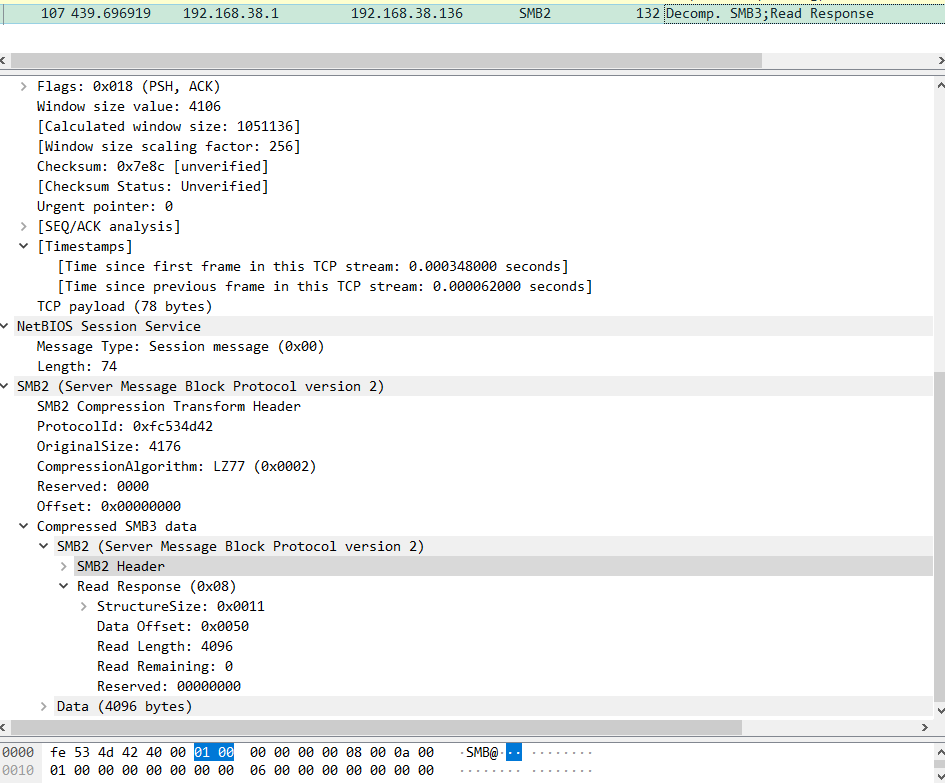 107 439.696919 192.168.38.1 192.168.38.136 SMB2 132 Decomp. SMB3;Read Response
Flags: 0x018 (PSH, ACK)
Window size value: 4106
[Calculated window size: 1051136]
[Window size scaling factor: 256]
Checksum: 0x7e8c [unverified]
[Checksum Status: Unverified]
Urgent pointer: 0
[SEQ/ACK analysis]
[Timestamps]
[Time since first frame in this TCP stream: 0.000348000 seconds]
[Time since previous frame in this TCP stream: 0.000062000 seconds]
TCP payload (78 bytes)
NetBIOS Session Service
Message Type: Session message (0x00)
Length: 74
SMB2 (Server Message Block Protocol version 2)
SMB2 Compression Transform Header
ProtocolId: 0xfc534d42
OriginalSize: 4176
CompressionAlgorithm: LZ77 (0x0002)
Reserved: 0000
Offset: 0x00000000
Compressed SMB3 data
SMB2 (Server Message Block Protocol version 2)
SMB2 Header
Read Response (0x08)
StructureSize: 0x0011
Data Offset: 0x0050
Read Length: 4096
Read Remaining: 0
Reserved: 00000000
Data (4096 bytes)
0000 fe 53 4d 42 40 00 01 00 00 00 00 00 08 00 0a 00 ·SMB@··· ········
0010 01 00 00 00 00 00 00 00 06 00 00 00 00 00 00 00 ········ ········